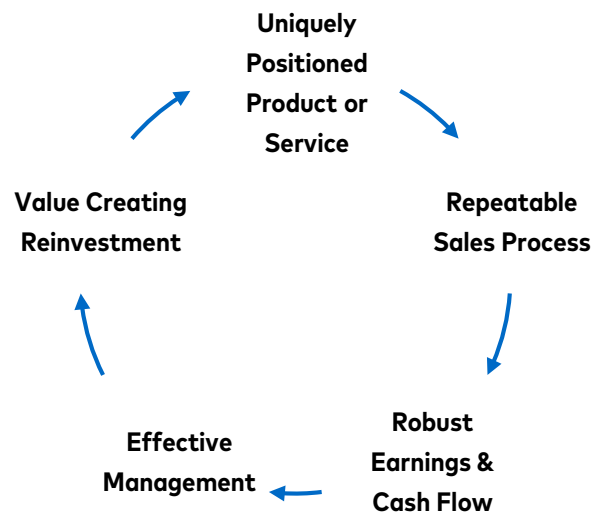 Uniquely
Positioned
Product or
Service
Repeatable
Sales Process
Robust
Earnings &
Cash Flow
Effective
Management
Value Creating
Reinvestment